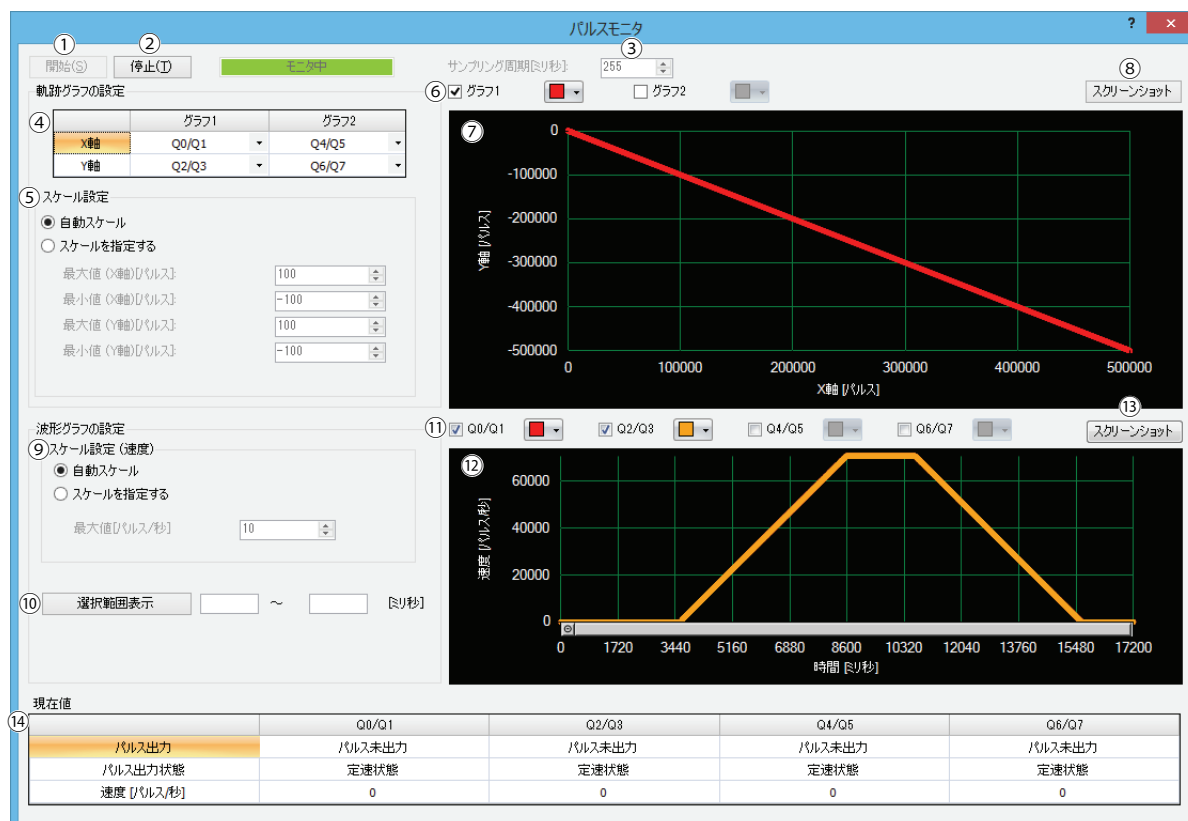 パルスモニタ
? ×
① ② ③
開始(S) 停止(T) モニタ中 サンプリング周期[ミリ秒]: 255
⑧
軌跡グラフの設定
⑥ グラフ1 グラフ2 スクリーンショット
④ グラフ1 グラフ2
X軸 Q0/Q1 Q4/Q5
Y軸 Q2/Q3 Q6/Q7
⑤ スケール設定
自動スケール
スケールを指定する
最大値 (X軸)[パルス]: 100
最小値 (X軸)[パルス]: -100
最大値 (Y軸)[パルス]: 100
最小値 (Y軸)[パルス]: -100
⑦
Y軸 [パルス]
0
-100000
-200000
-300000
-400000
-500000
0 100000 200000 300000 400000 500000
X軸 [パルス]
⑬
波形グラフの設定
⑪ Q0/Q1 Q2/Q3 Q4/Q5 Q6/Q7 スクリーンショット
⑨ スケール設定 (速度)
自動スケール
スケールを指定する
最大値[パルス/秒] 10
⑩ 選択範囲表示 ～ [ミリ秒]
⑫
速度 [パルス/秒]
60000
40000
20000
0
0 1720 3440 5160 6880 8600 10320 12040 13760 15480 17200
時間 [ミリ秒]
現在値
⑭ Q0/Q1 Q2/Q3 Q4/Q5 Q6/Q7
パルス出力 パルス未出力 パルス未出力 パルス未出力 パルス未出力
パルス出力状態 定速状態 定速状態 定速状態 定速状態
速度 [パルス/秒] 0 0 0 0